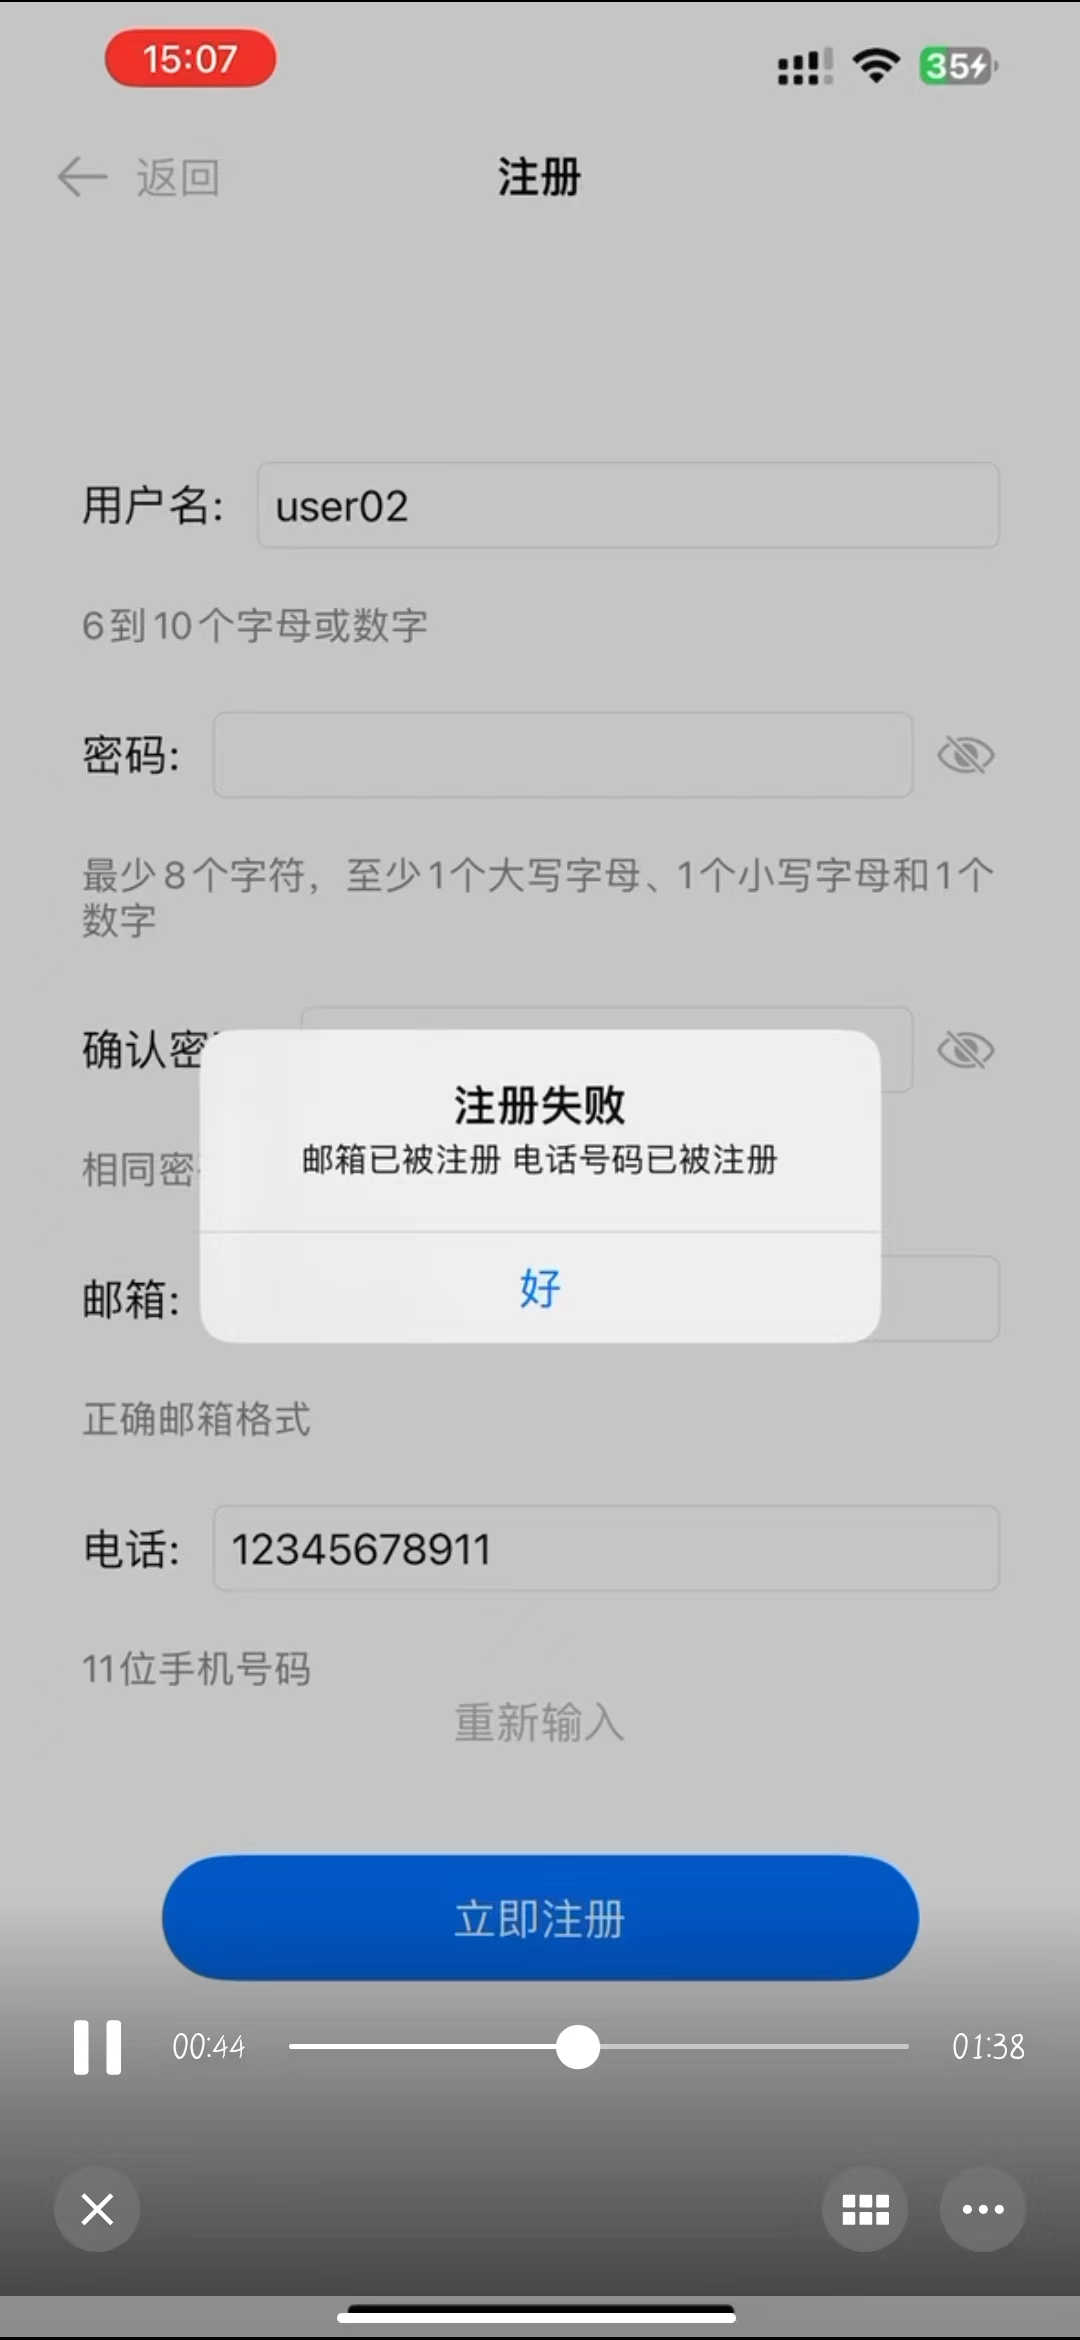 15:07
35
返回
注册
用户名:
user02
6到10个字母或数字
密码:
最少8个字符，至少1个大写字母、1个小写字母和1个
数字
确认密
注册失败
邮箱已被注册 电话号码已被注册
相同密
好
邮箱:
正确邮箱格式
电话:
12345678911
11位手机号码
重新输入
立即注册
00:44
01:38